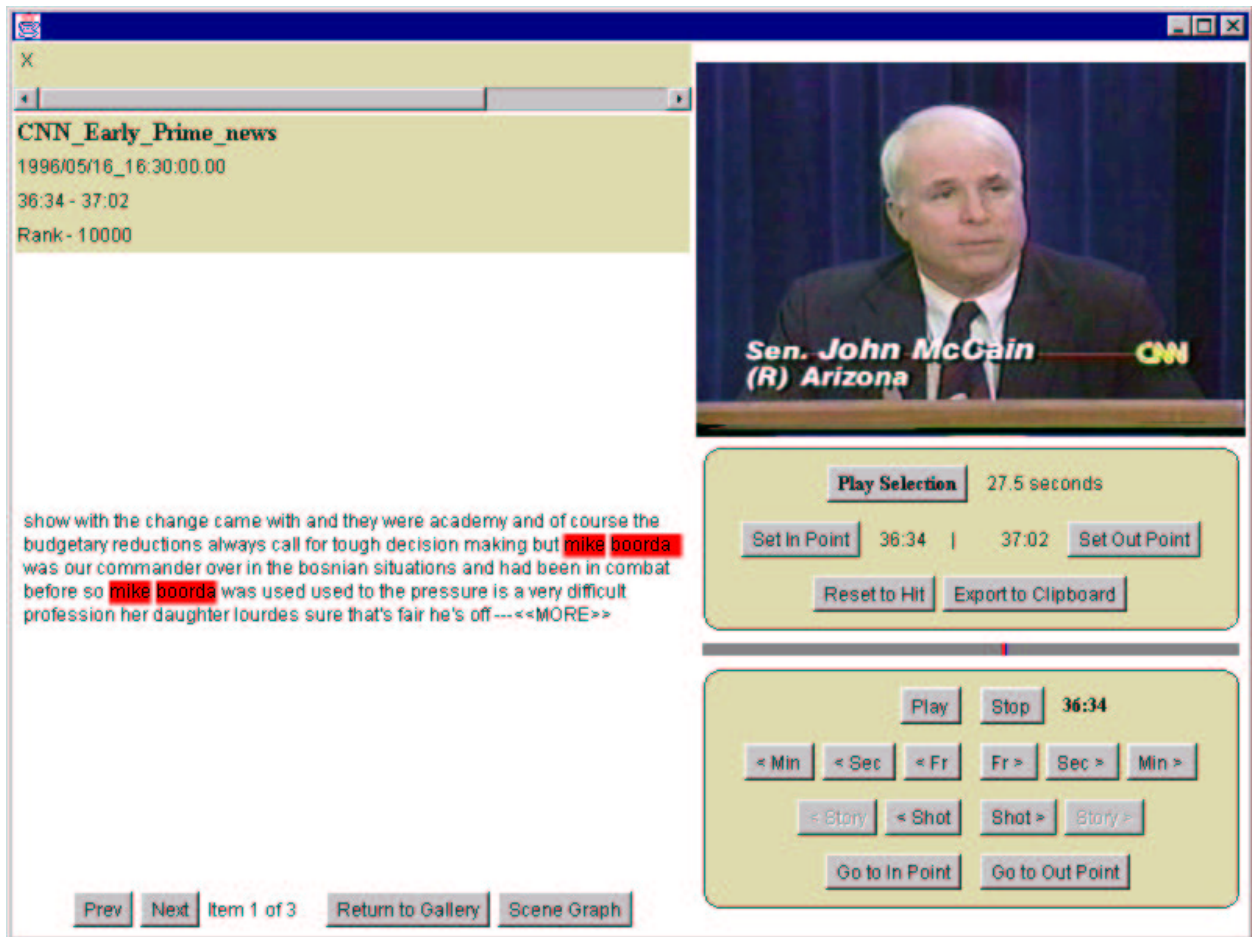 X
CNN_Early_Prime_news
1996/05/16_16:30:00.00
36:34 - 37:02
Rank - 10000
show with the change came with and they were academy and of course the
budgetary reductions always call for tough decision making but mike boorda
was our commander over in the bosnian situations and had been in combat
before so mike boorda was used used to the pressure is a very difficult
profession her daughter lourdes sure that's fair he's off ---<<MORE>>
Prev Next Item 1 of 3 Return to Gallery Scene Graph
Sen. John McCain
CNN
(R) Arizona
Play Selection 27.5 seconds
Set In Point 36:34 | 37:02 Set Out Point
Reset to Hit Export to Clipboard
Play Stop 36:34
< Min < Sec < Fr Fr > Sec > Min >
< Story < Shot Shot > Story >
Go to In Point Go to Out Point